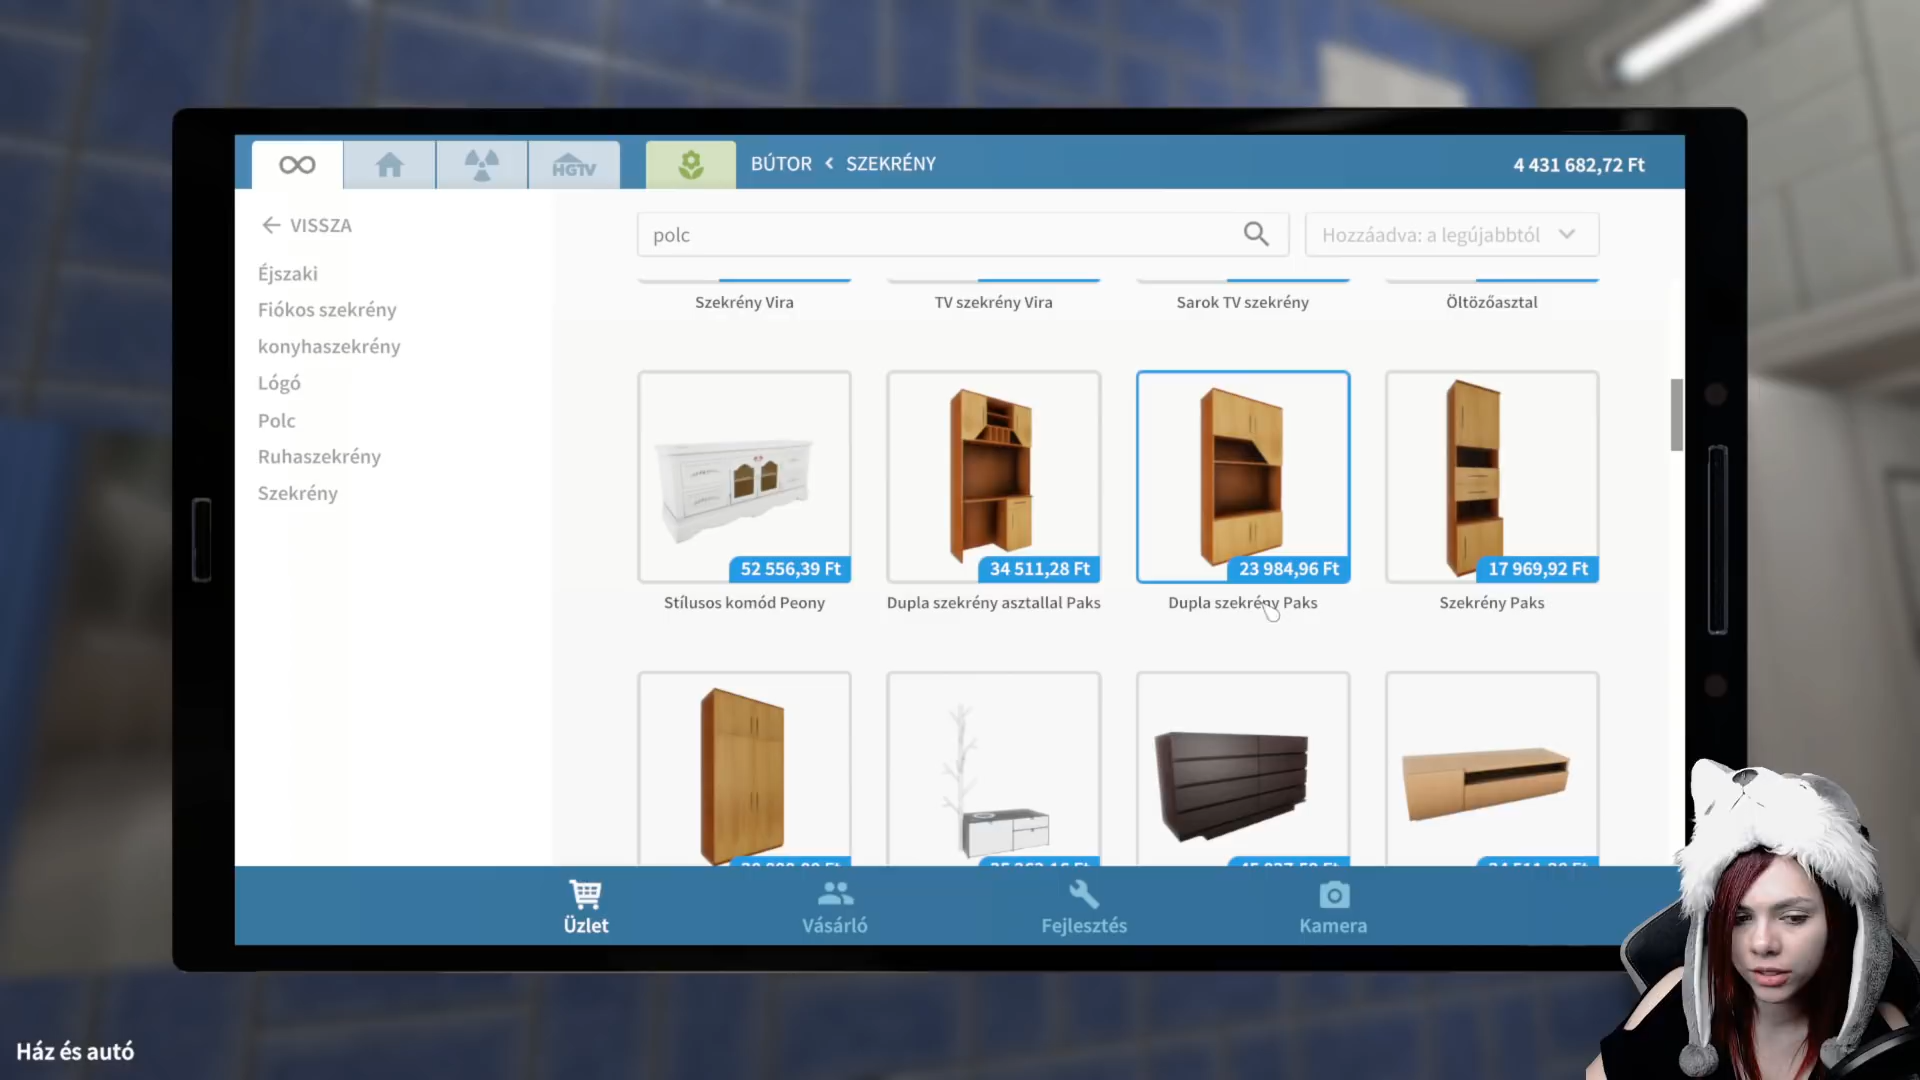 HGTV
BÚTOR < SZEKRÉNY
4 431 682,72 Ft
VISSZA
polc
Hozzáadva: a legújabbtól
Éjszaki
Fiókos szekrény
konyhaszekrény
Lógó
Polc
Ruhaszekrény
Szekrény
Szekrény Vira
TV szekrény Vira
Sarok TV szekrény
Öltözőasztal
52 556,39 Ft
34 511,28 Ft
23 984,96 Ft
17 969,92 Ft
Stílusos komód Peony
Dupla szekrény asztallal Paks
Dupla szekrény Paks
Szekrény Paks
Üzlet
Vásárló
Fejlesztés
Kamera
Ház és autó